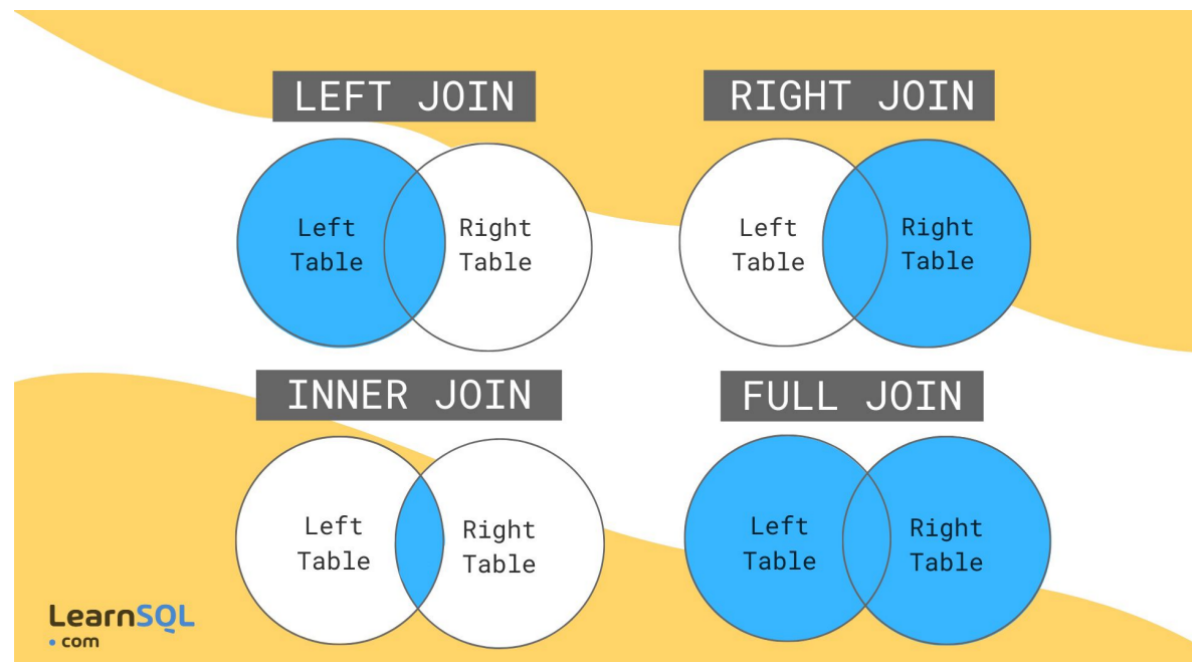 LEFT JOIN
Left
Table
Right
Table
RIGHT JOIN
Left
Table
Right
Table
INNER JOIN
Left
Table
Right
Table
FULL JOIN
Left
Table
Right
Table
LearnSQL
• com